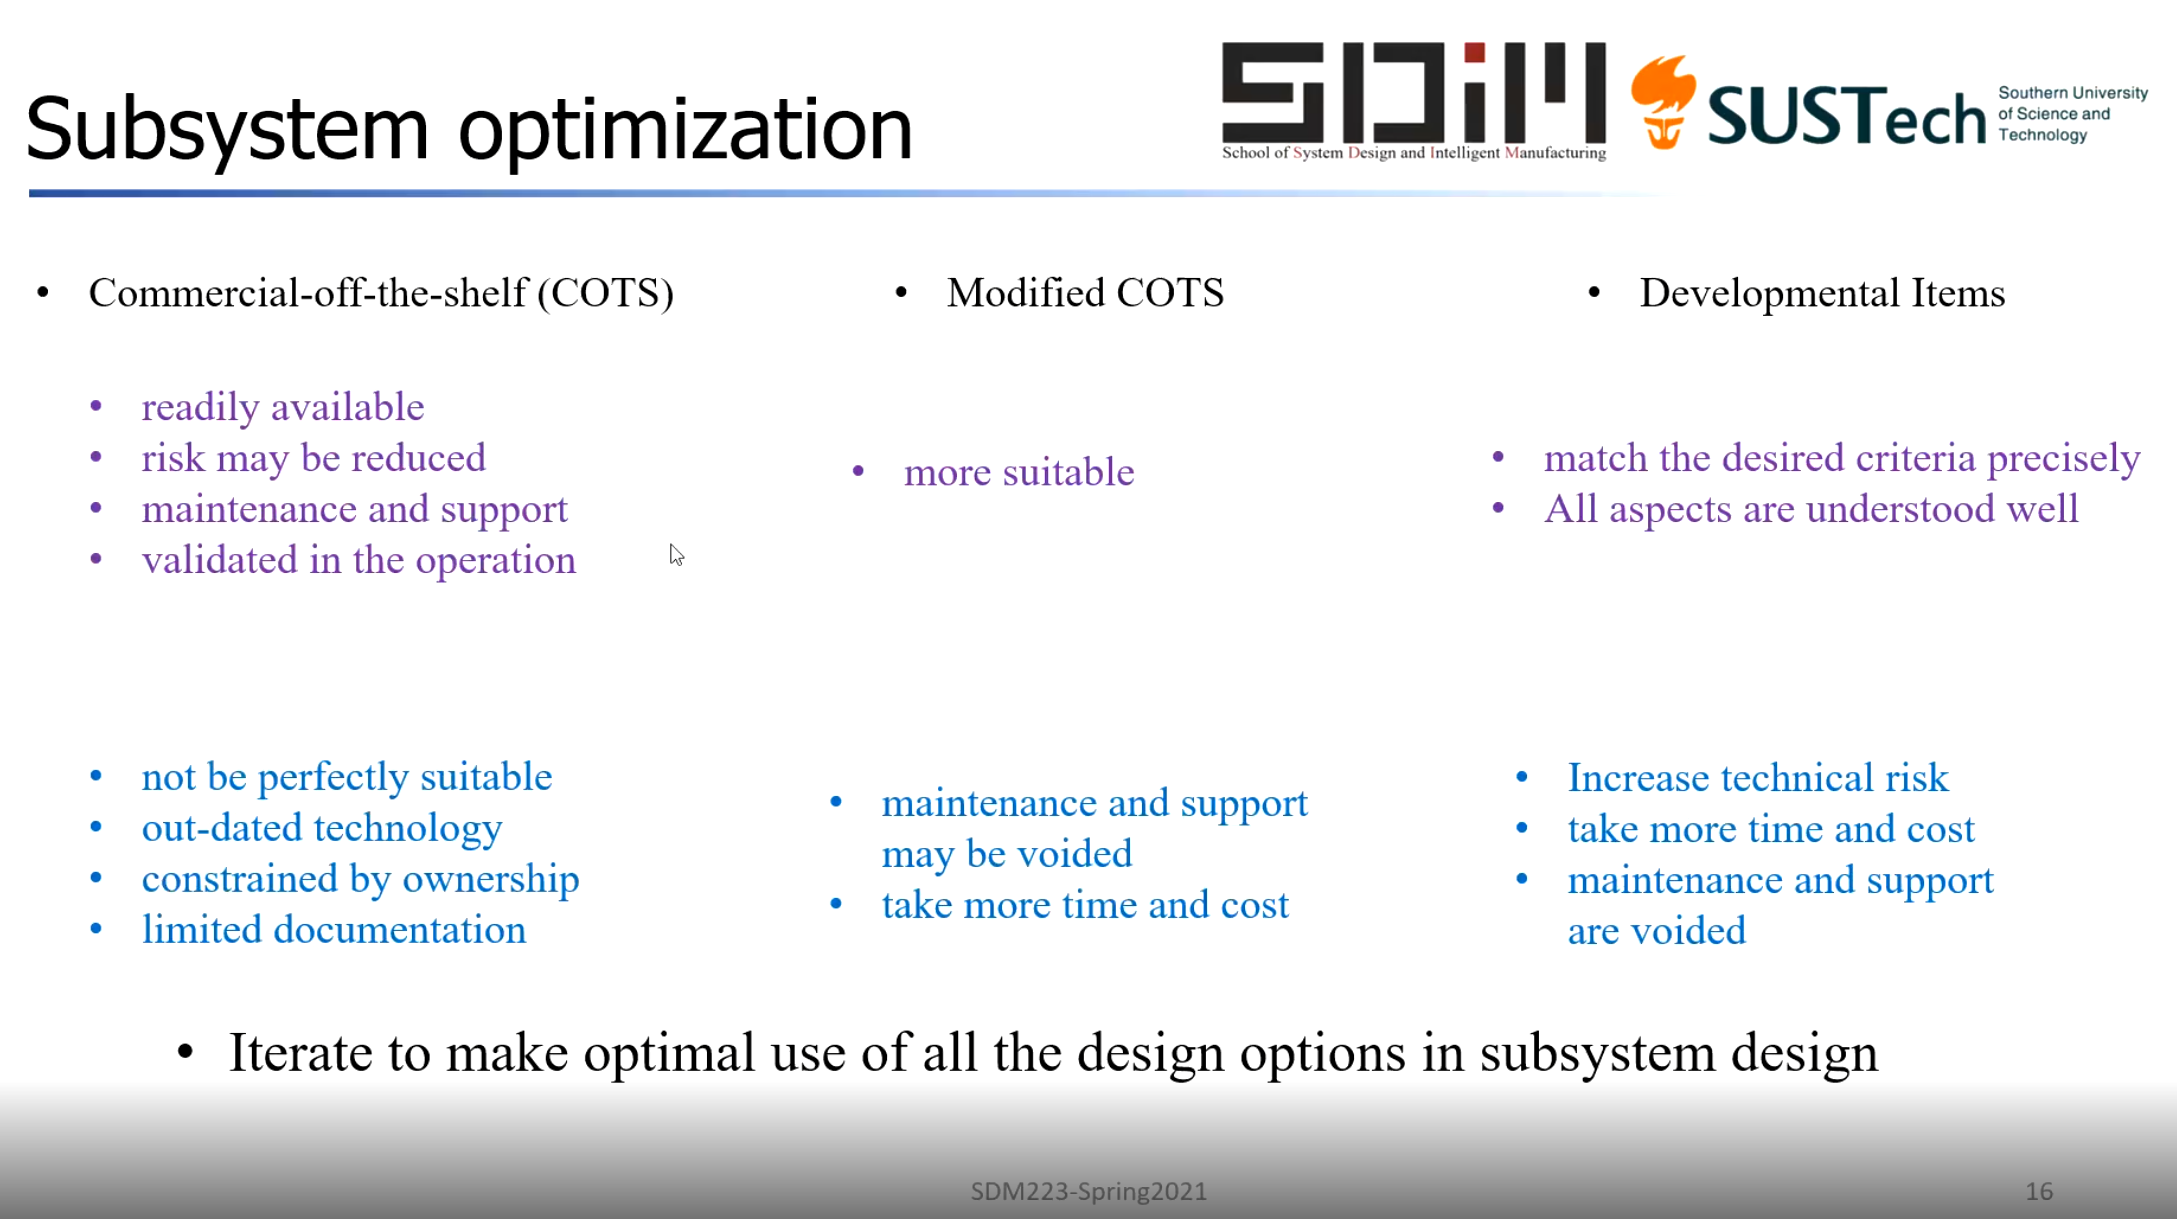 Subsystem optimization
SDiM
School of System Design and Intelligent Manufacturing
SUSTech
Southern University
of Science and
Technology
• Commercial-off-the-shelf (COTS)
• readily available
• risk may be reduced
• maintenance and support
• validated in the operation
• not be perfectly suitable
• out-dated technology
• constrained by ownership
• limited documentation
• Modified COTS
• more suitable
• maintenance and support
may be voided
• take more time and cost
• Developmental Items
• match the desired criteria precisely
• All aspects are understood well
• Increase technical risk
• take more time and cost
• maintenance and support
are voided
• Iterate to make optimal use of all the design options in subsystem design
SDM223-Spring2021
16